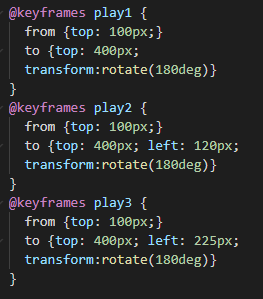 @keyframes play1 {
from {top: 100px;}
to {top: 400px;
transform:rotate(180deg)}
}
@keyframes play2 {
from {top: 100px;}
to {top: 400px; left: 120px;
transform:rotate(180deg)}
}
@keyframes play3 {
from {top: 100px;}
to {top: 400px; left: 225px;
transform:rotate(180deg)}
}